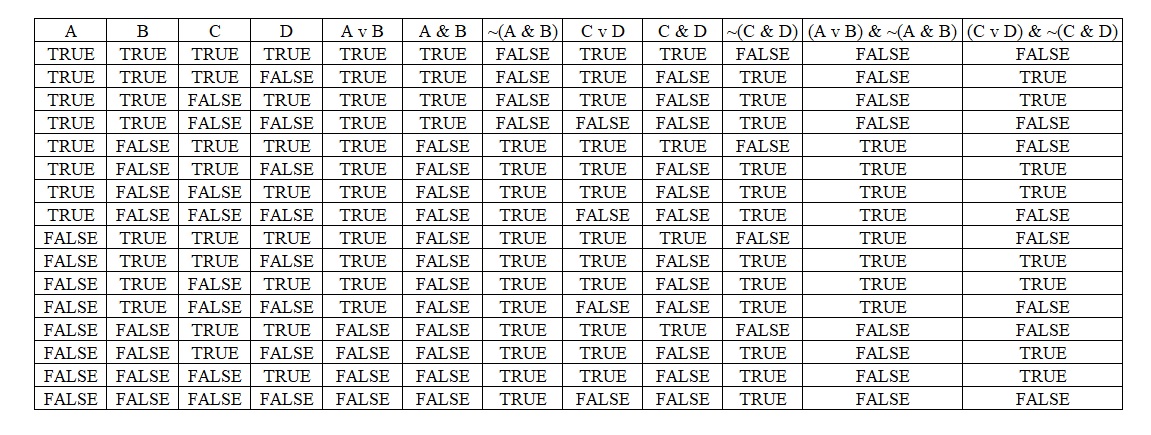 A B C D A v B A & B ~(A & B) C v D C & D ~(C & D) (A v B) & ~(A & B) (C v D) & ~(C & D)
TRUE TRUE TRUE TRUE TRUE TRUE FALSE TRUE TRUE FALSE FALSE FALSE
TRUE TRUE TRUE FALSE TRUE TRUE FALSE TRUE FALSE TRUE FALSE TRUE
TRUE TRUE FALSE TRUE TRUE TRUE FALSE TRUE FALSE TRUE FALSE TRUE
TRUE TRUE FALSE FALSE TRUE TRUE FALSE FALSE FALSE TRUE FALSE FALSE
TRUE FALSE TRUE TRUE TRUE FALSE TRUE TRUE TRUE FALSE TRUE FALSE
TRUE FALSE TRUE FALSE TRUE FALSE TRUE TRUE FALSE TRUE TRUE TRUE
TRUE FALSE FALSE TRUE TRUE FALSE TRUE TRUE FALSE TRUE TRUE TRUE
TRUE FALSE FALSE FALSE TRUE FALSE TRUE FALSE FALSE TRUE TRUE FALSE
FALSE TRUE TRUE TRUE TRUE FALSE TRUE TRUE TRUE FALSE TRUE FALSE
FALSE TRUE TRUE FALSE TRUE FALSE TRUE TRUE FALSE TRUE TRUE TRUE
FALSE TRUE FALSE TRUE TRUE FALSE TRUE TRUE FALSE TRUE TRUE TRUE
FALSE TRUE FALSE FALSE TRUE FALSE TRUE FALSE FALSE TRUE TRUE FALSE
FALSE FALSE TRUE TRUE FALSE FALSE TRUE TRUE TRUE FALSE FALSE FALSE
FALSE FALSE TRUE FALSE FALSE FALSE TRUE TRUE FALSE TRUE FALSE TRUE
FALSE FALSE FALSE TRUE FALSE FALSE TRUE TRUE FALSE TRUE FALSE TRUE
FALSE FALSE FALSE FALSE FALSE FALSE TRUE FALSE FALSE TRUE FALSE FALSE